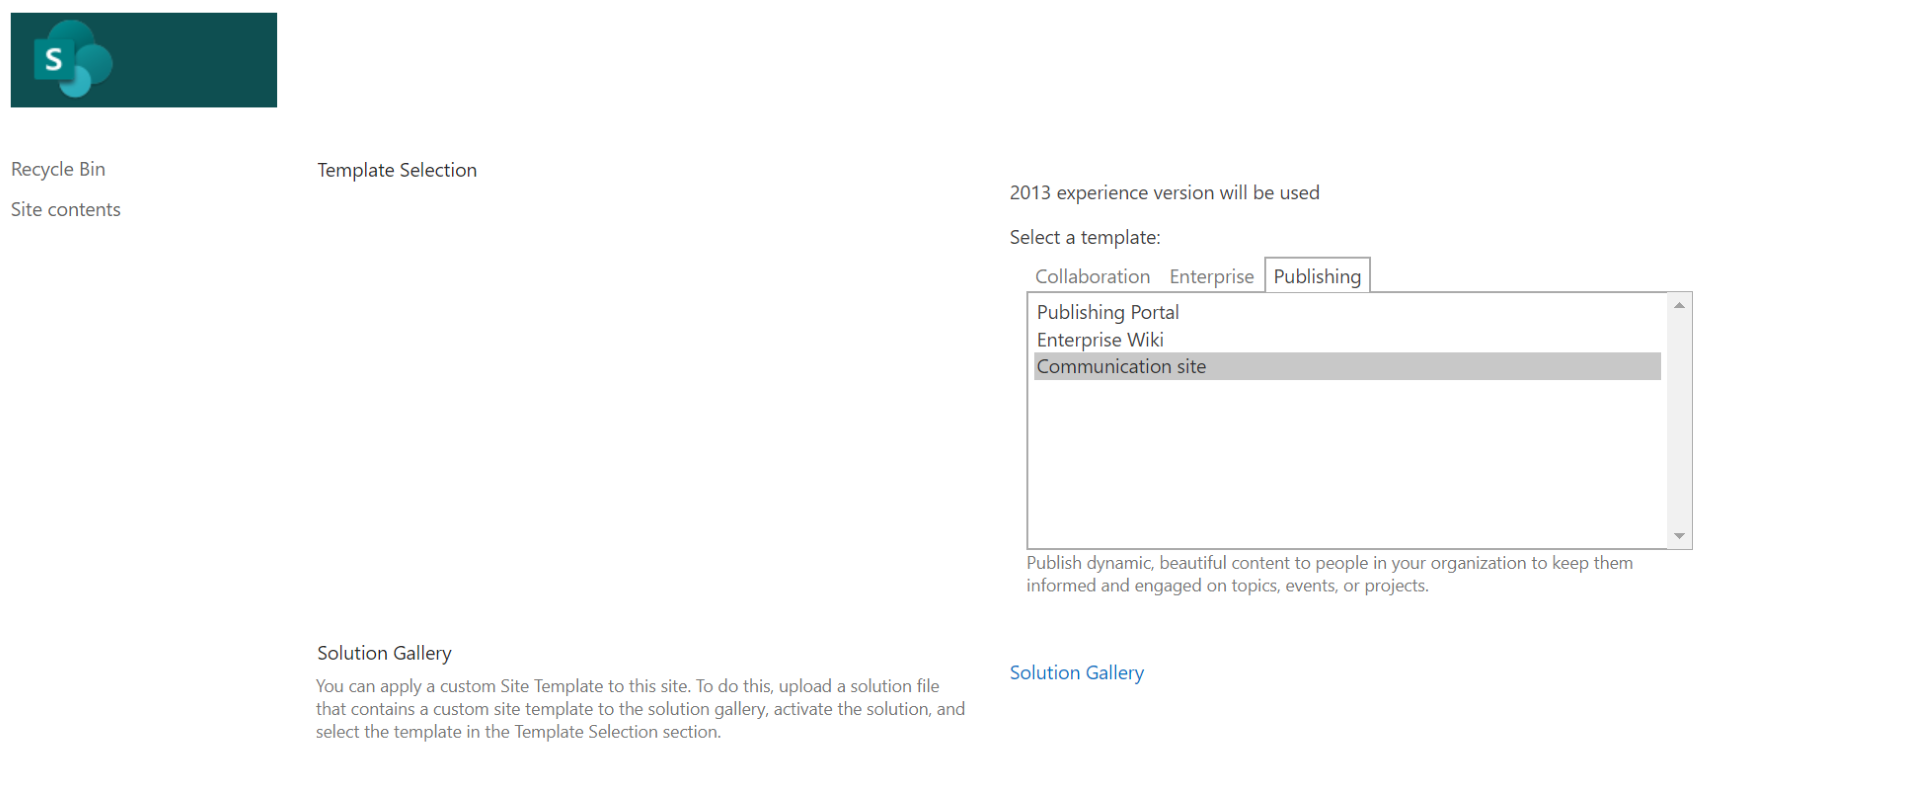 S
Recycle Bin
Site contents
Template Selection
2013 experience version will be used
Select a template:
Collaboration Enterprise Publishing
Publishing Portal
Enterprise Wiki
Communication site
Publish dynamic, beautiful content to people in your organization to keep them
informed and engaged on topics, events, or projects.
Solution Gallery
You can apply a custom Site Template to this site. To do this, upload a solution file
that contains a custom site template to the solution gallery, activate the solution, and
select the template in the Template Selection section.
Solution Gallery